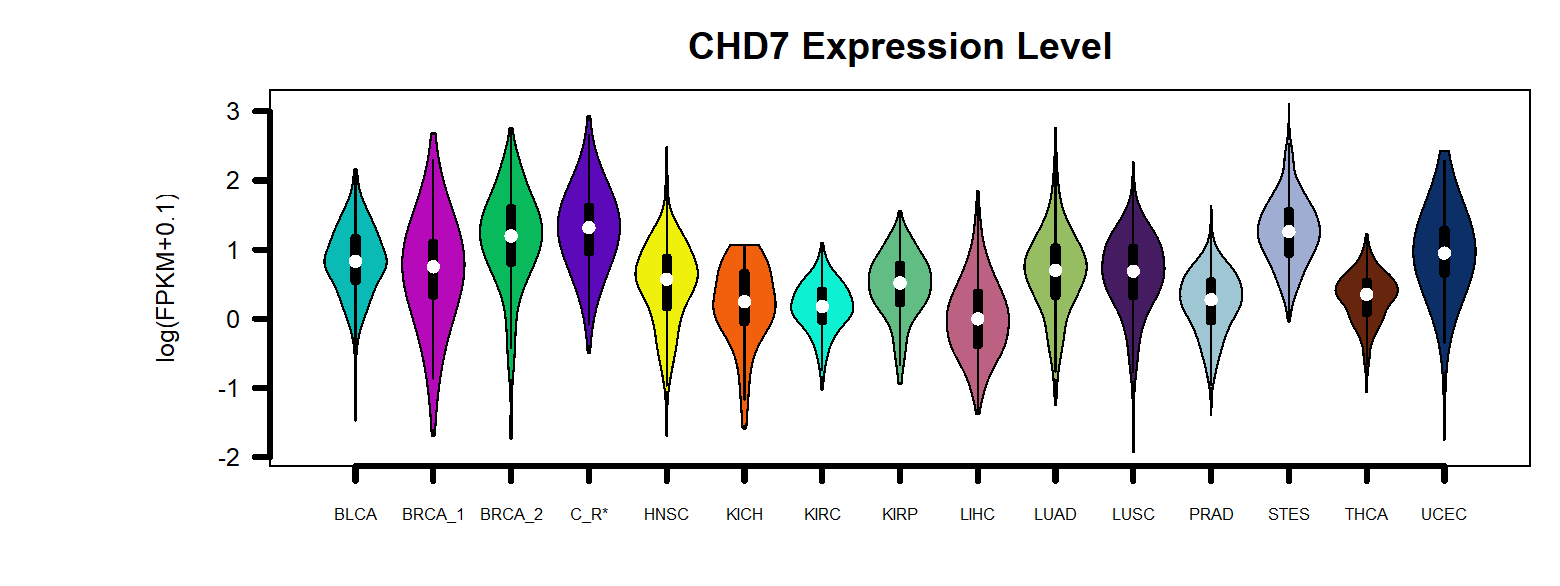 CHD7 Expression Level
log(FPKM+0.1)
3
2
1
0
-1
-2
BLCA BRCA_1 BRCA_2 C_R* HNSC KICH KIRC KIRP LIHC LUAD LUSC PRAD STES THCA UCEC